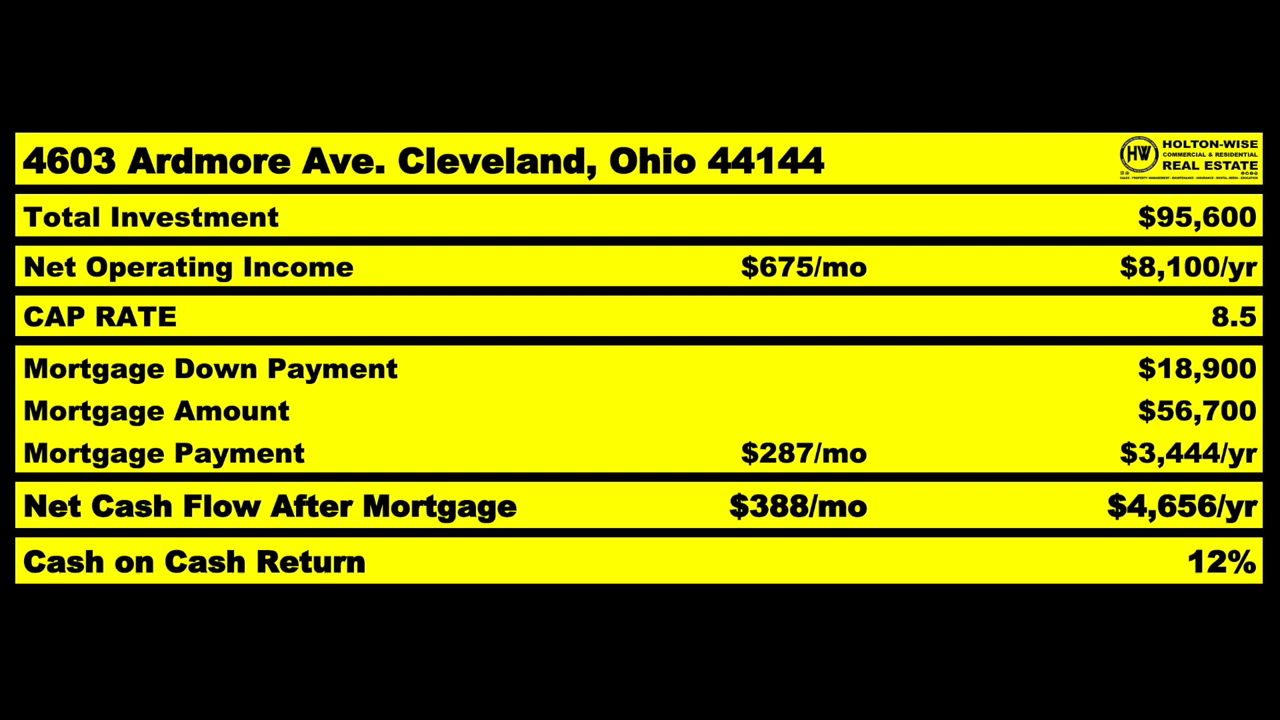 4603 Ardmore Ave. Cleveland, Ohio 44144
HW
HOLTON-WISE
COMMERCIAL & RESIDENTIAL
REAL ESTATE
Total Investment $95,600
Net Operating Income $675/mo $8,100/yr
CAP RATE 8.5
Mortgage Down Payment $18,900
Mortgage Amount $56,700
Mortgage Payment $287/mo $3,444/yr
Net Cash Flow After Mortgage $388/mo $4,656/yr
Cash on Cash Return 12%